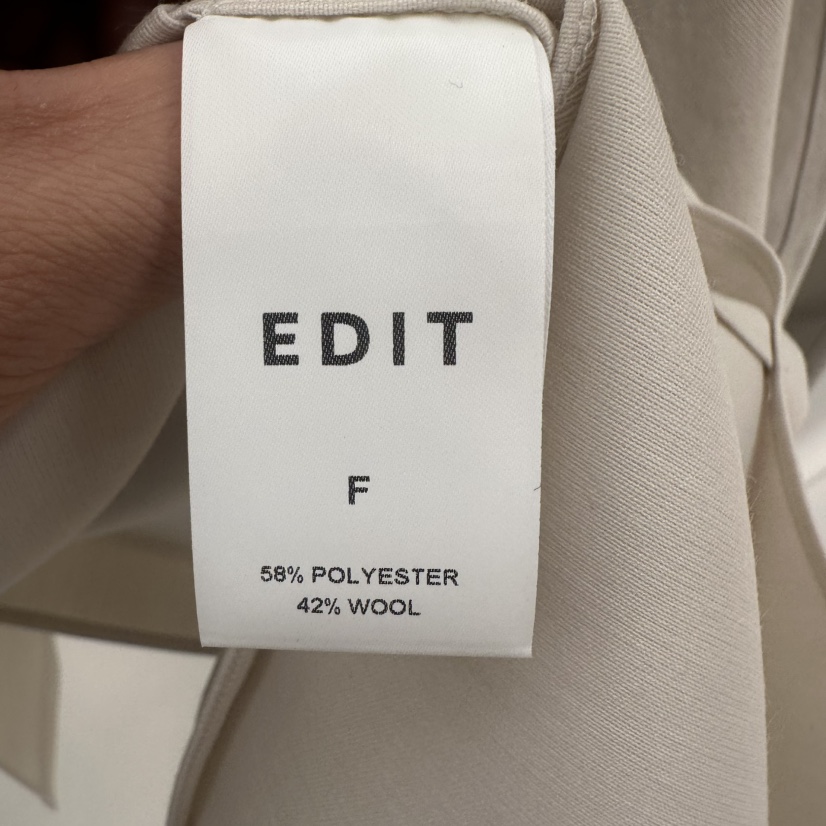 EDIT
F
58% POLYESTER
42% WOOL